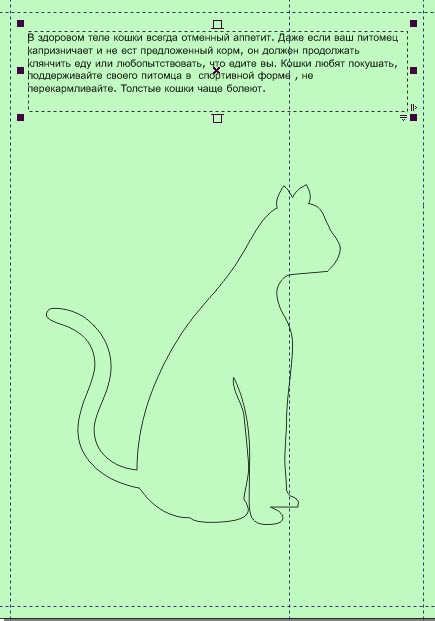 В здоровом теле кошки всегда отменный аппетит. Даже если ваш питомец
капризничает и не ест предложенный корм, он должен продолжать
клянчить еду или любопытствовать, что едите вы. Кошки любят покушать,
поддерживайте своего питомца в  спортивной форме , не
перекармливайте. Толстые кошки чаще болеют.